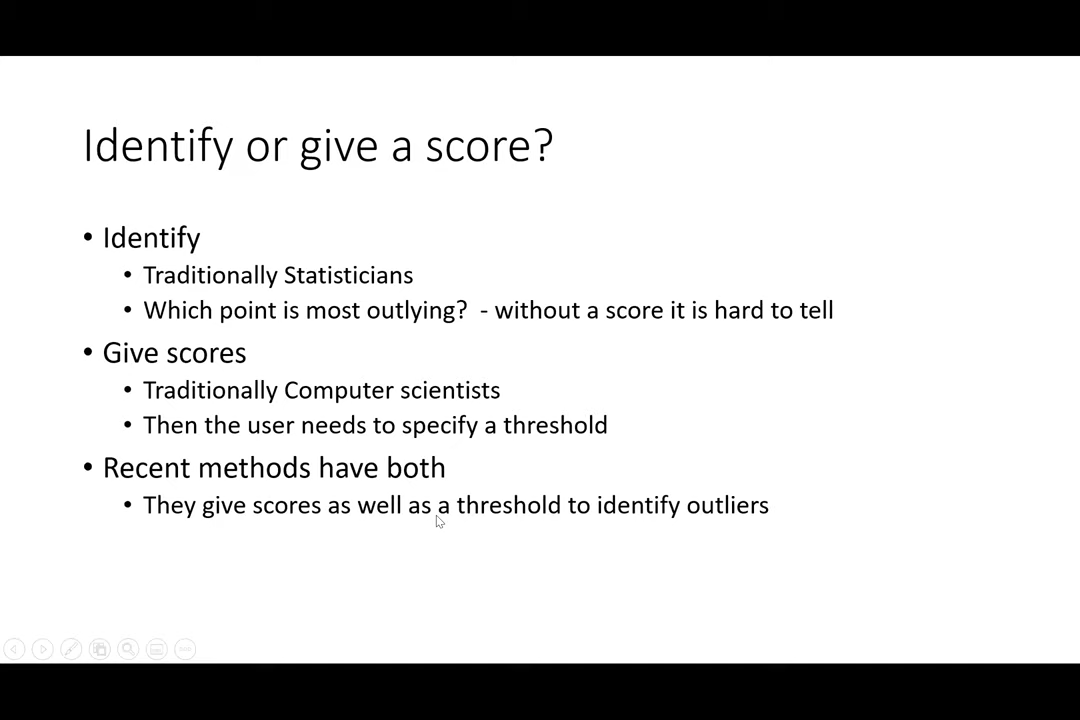 Identify or give a score?
• Identify
• Traditionally Statisticians
• Which point is most outlying?  - without a score it is hard to tell
• Give scores
• Traditionally Computer scientists
• Then the user needs to specify a threshold
• Recent methods have both
• They give scores as well as a threshold to identify outliers